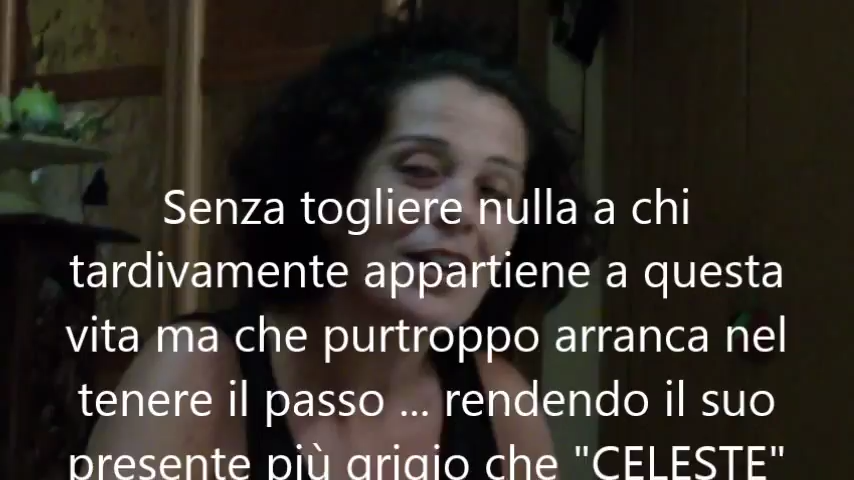 Senza togliere nulla a chi
tardivamente appartiene a questa
vita ma che purtroppo arranca nel
tenere il passo ... rendendo il suo
presente più grigio che "CELESTE"